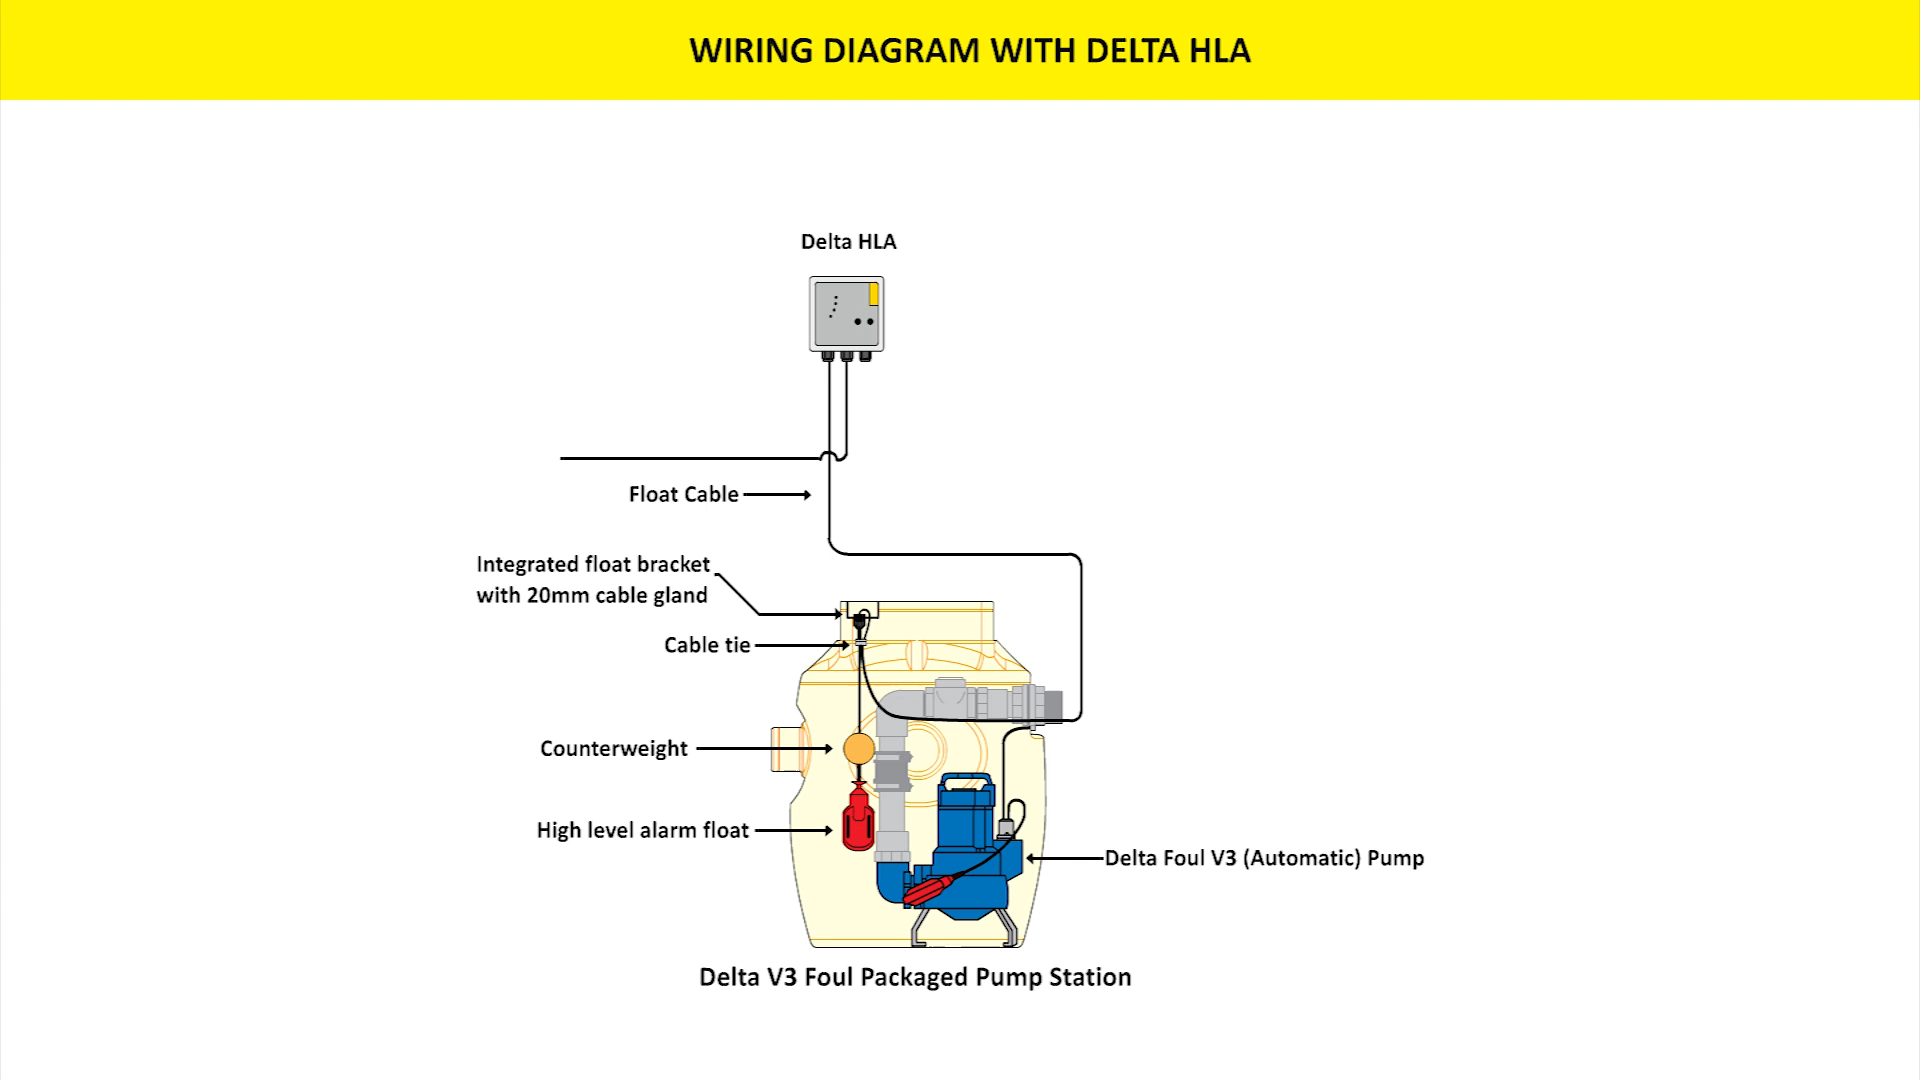 WIRING DIAGRAM WITH DELTA HLA
Delta HLA
Float Cable
Integrated float bracket
with 20mm cable gland
Cable tie
Counterweight
High level alarm float
Delta Foul V3 (Automatic) Pump
Delta V3 Foul Packaged Pump Station